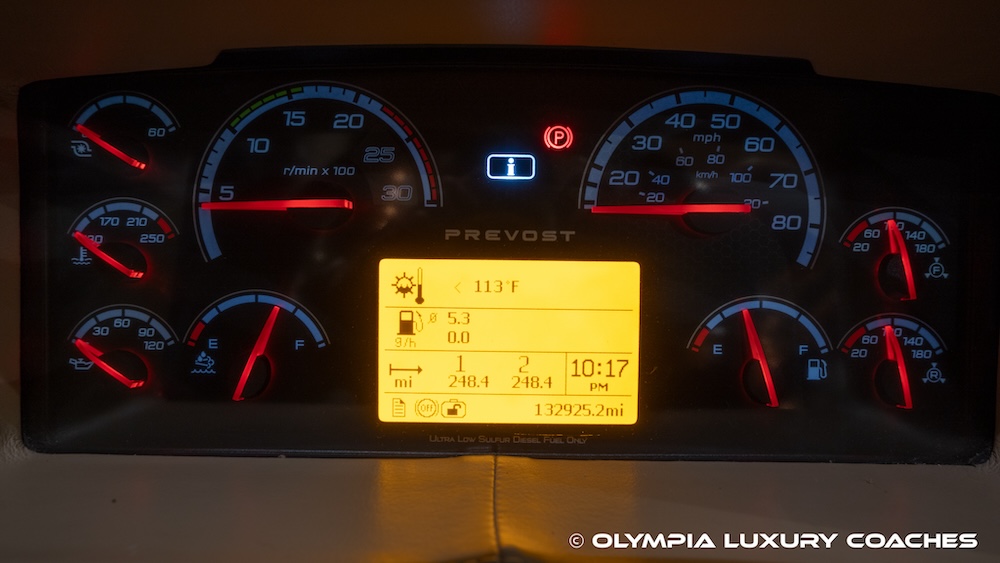 60
15 20
10 25
r/min x 100
5 30
170 210
250
30 60 90
120
E F
P
i
PREVOST
40 50
30 mph 60
60 80
km/h
20 40 100 70
20
80
< 113°F
ø 5.3
g/h 0.0
1 2 10:17
mi 248.4 248.4 PM
Off 132925.2mi
ULTRA LOW SULFUR DIESEL FUEL ONLY
E F
60 140
20 180
F
60 140
20 180
R
© OLYMPIA LUXURY COACHES